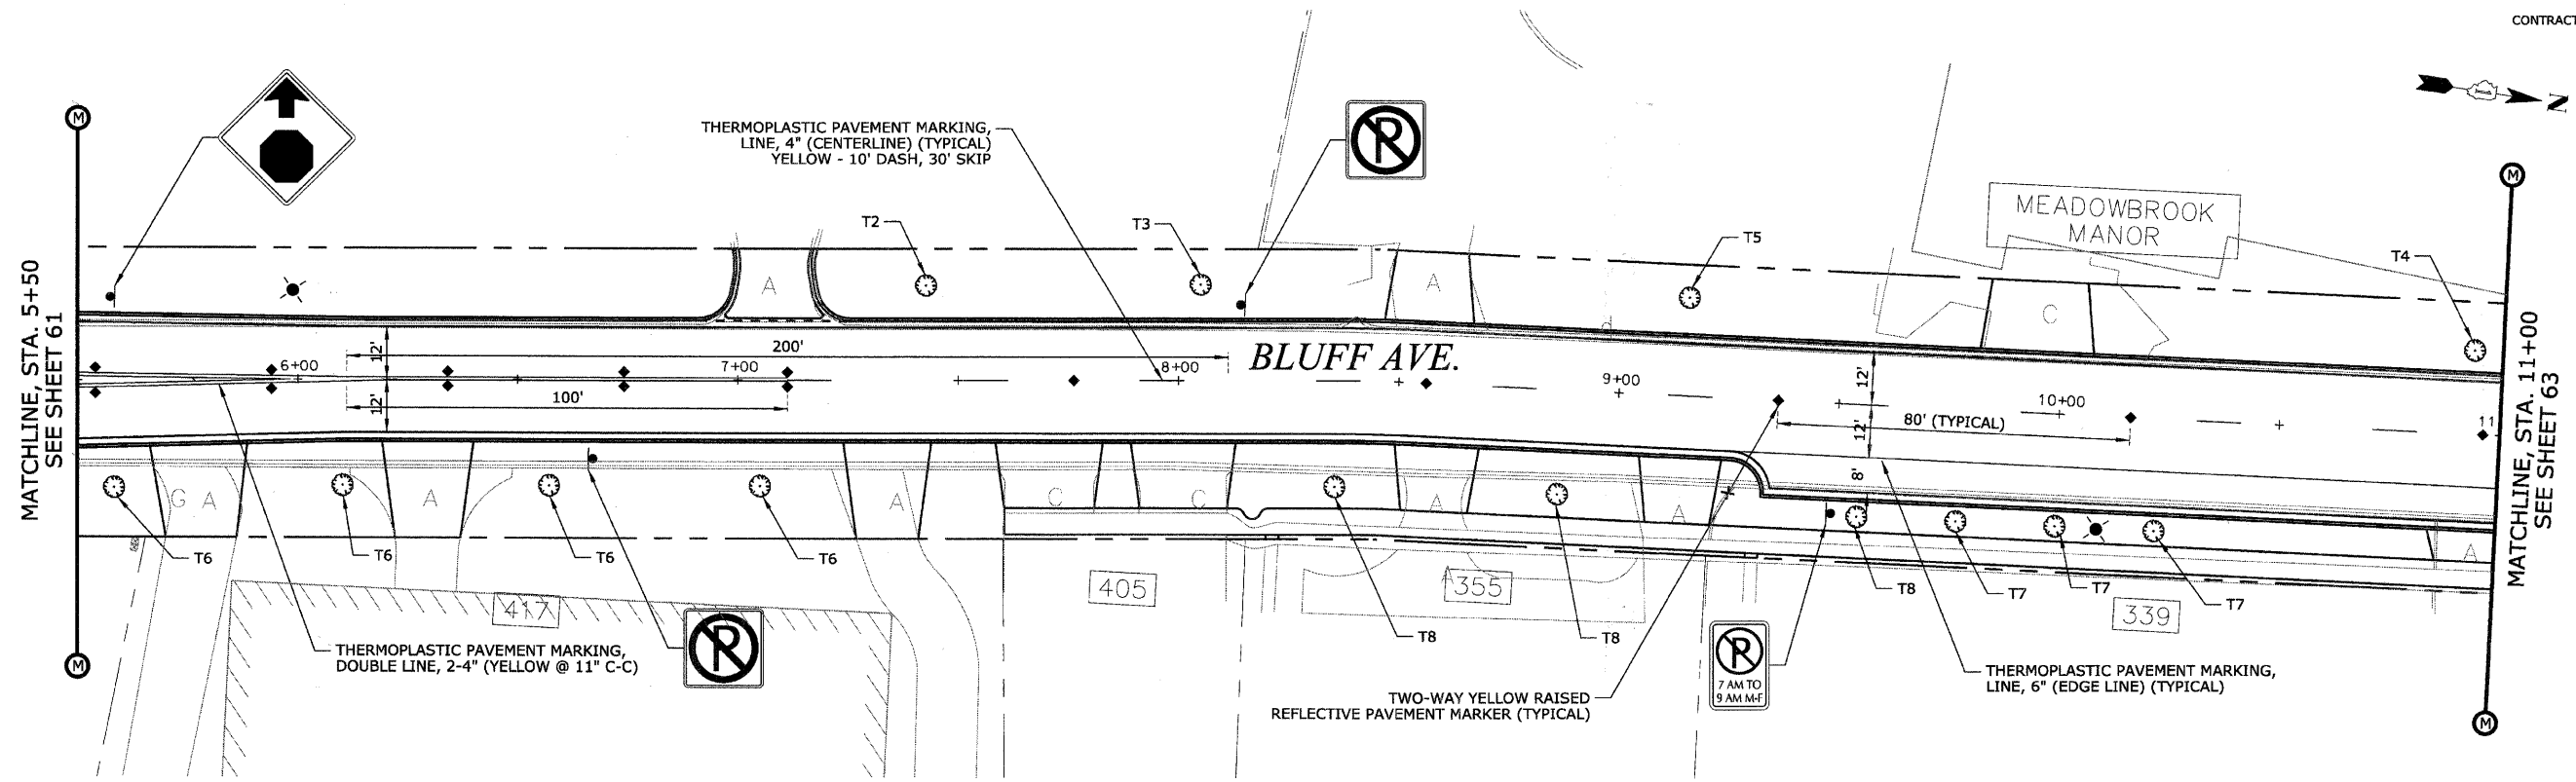 CONTRACT
N
M
M
P
THERMOPLASTIC PAVEMENT MARKING,
LINE, 4" (CENTERLINE) (TYPICAL)
YELLOW - 10' DASH, 30' SKIP
MEADOWBROOK
MANOR
T2
T3
T5
T4
A
A
C
MATCHLINE, STA. 5+50
SEE SHEET 61
MATCHLINE, STA. 11+00
SEE SHEET 63
200'
BLUFF AVE.
12'
6+00
7+00
8+00
9+00
10+00
11
12'
100'
12'
12'
80' (TYPICAL)
8'
G A
A
A
C
C
A
A
A
T6
T6
T6
T6
T8
T8
T8
T7
T7
T7
417
405
355
A
339
THERMOPLASTIC PAVEMENT MARKING,
DOUBLE LINE, 2-4" (YELLOW @ 11" C-C)
P
TWO-WAY YELLOW RAISED
REFLECTIVE PAVEMENT MARKER (TYPICAL)
P
7 AM TO
9 AM M-F
THERMOPLASTIC PAVEMENT MARKING,
LINE, 6" (EDGE LINE) (TYPICAL)
M
M